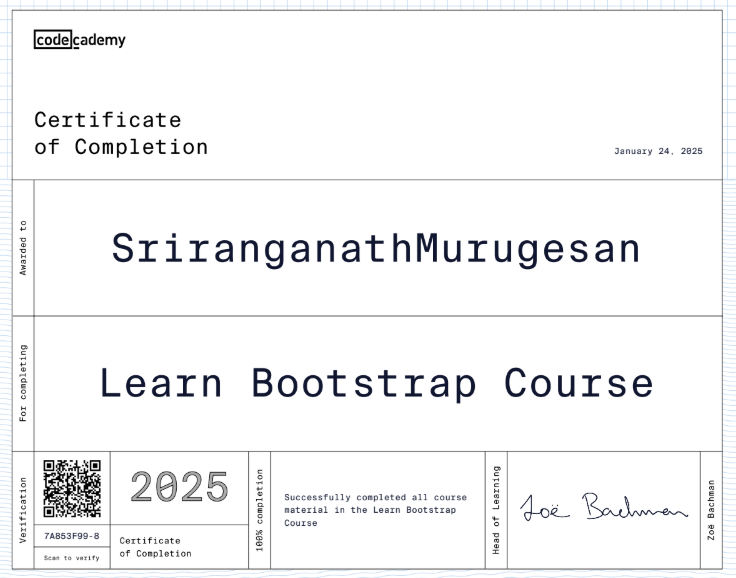 codecademy
Certificate
of Completion
January 24, 2025
Awarded to
SriranganathMurugesan
For completing
Learn Bootstrap Course
Verification
7A853F99-8
Scan to verify
2025
Certificate
of Completion
100% completion
Successfully completed all course
material in the Learn Bootstrap
Course
Head of Learning
Zoë Bachman
Zoë Bachman